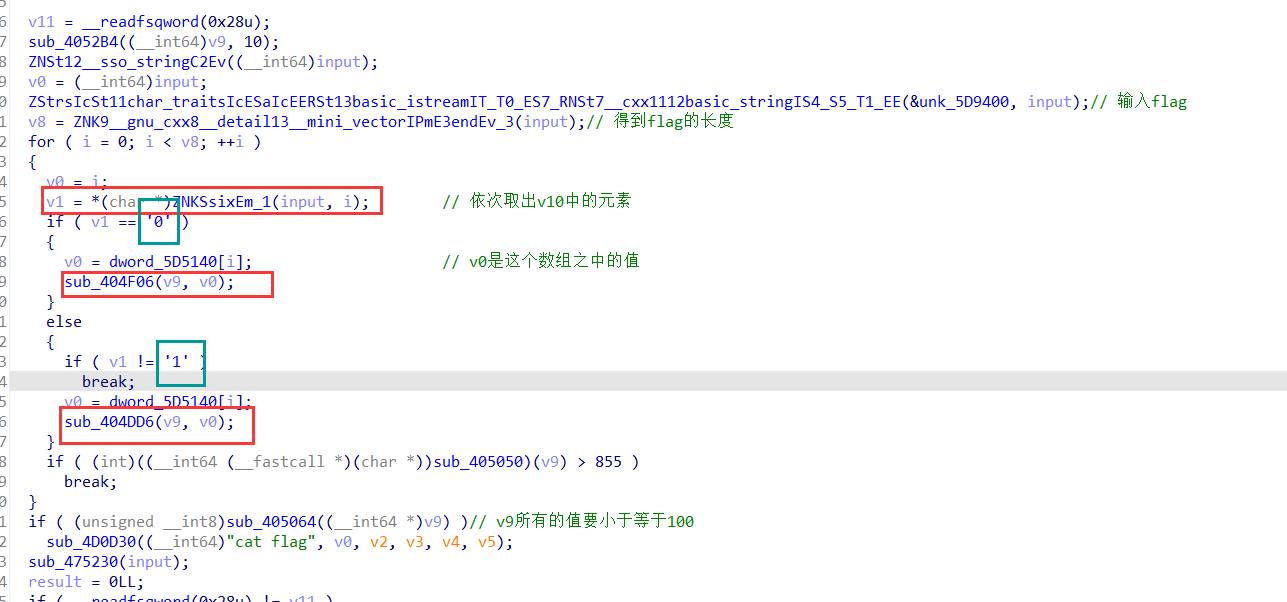 6 v11 = __readfsqword(0x28u);
7 sub_4052B4((__int64)v9, 10);
8 ZNSt12__sso_stringC2Ev((__int64)input);
9 v0 = (__int64)input;
0 ZStrsIcSt11char_traitsIcESaIcEERSt13basic_istreamIT_T0_ES7_RNSt7__cxx1112basic_stringIS4_S5_T1_EE(&unk_5D9400, input);// 输入flag
1 v8 = ZNK9__gnu_cxx8__detail13__mini_vectorIPmE3endEv_3(input);// 得到flag的长度
2 for ( i = 0; i < v8; ++i )
3 {
4 v0 = i;
5 v1 = *(char *)ZNKSsixEm_1(input, i); // 依次取出v10中的元素
6 if ( v1 == '0' )
7 {
8 v0 = dword_5D5140[i]; // v0是这个数组之中的值
9 sub_404F06(v9, v0);
0 }
1 else
2 {
3 if ( v1 != '1' )
4 break;
5 v0 = dword_5D5140[i];
6 sub_404DD6(v9, v0);
7 }
8 if ( (int)((__int64 (__fastcall *)(char *))sub_405050)(v9) > 855 )
9 break;
0 }
1 if ( (unsigned __int8)sub_405064((__int64 *)v9) )// v9所有的值要小于等于100
2 sub_4D0D30((__int64)"cat flag", v0, v2, v3, v4, v5);
3 sub_475230(input);
4 result = 0LL;
5 if ( __readfsqword(0x28u) != v11 )